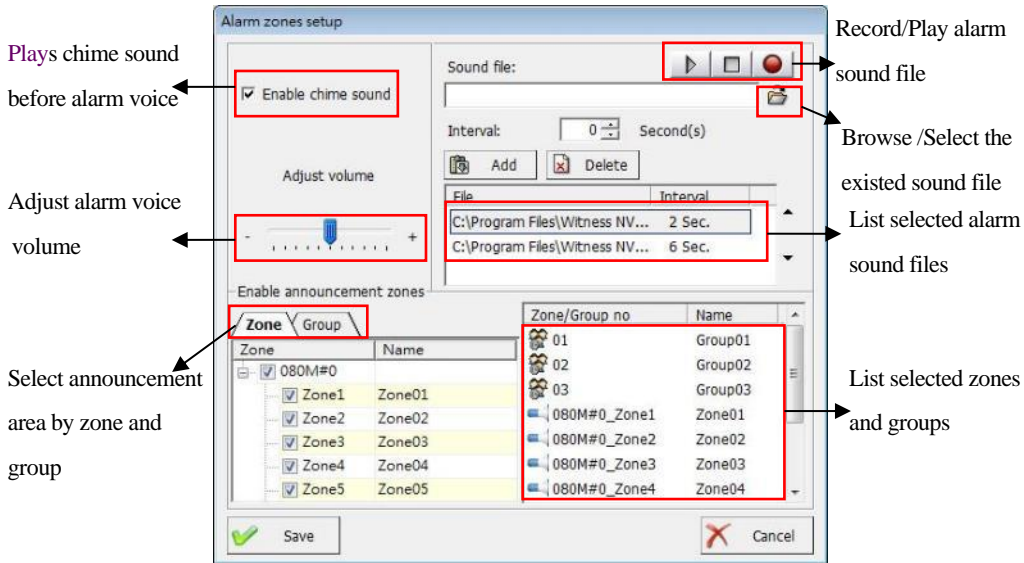 Alarm zones setup
Plays chime sound
before alarm voice
Enable chime sound
Adjust volume
Adjust alarm voice
volume
- +
Sound file:
Record/Play alarm
sound file
Browse /Select the
existed sound file
Interval: 0 Second(s)
Add Delete
File Interval
C:\Program Files\Witness NV... 2 Sec.
C:\Program Files\Witness NV... 6 Sec.
List selected alarm
sound files
Enable announcement zones
Zone Group
Zone Name
080M#0
Zone1 Zone01
Zone2 Zone02
Zone3 Zone03
Zone4 Zone04
Zone5 Zone05
Select announcement
area by zone and
group
Zone/Group no Name
01 Group01
02 Group02
03 Group03
080M#0_Zone1 Zone01
080M#0_Zone2 Zone02
080M#0_Zone3 Zone03
080M#0_Zone4 Zone04
List selected zones
and groups
Save
Cancel